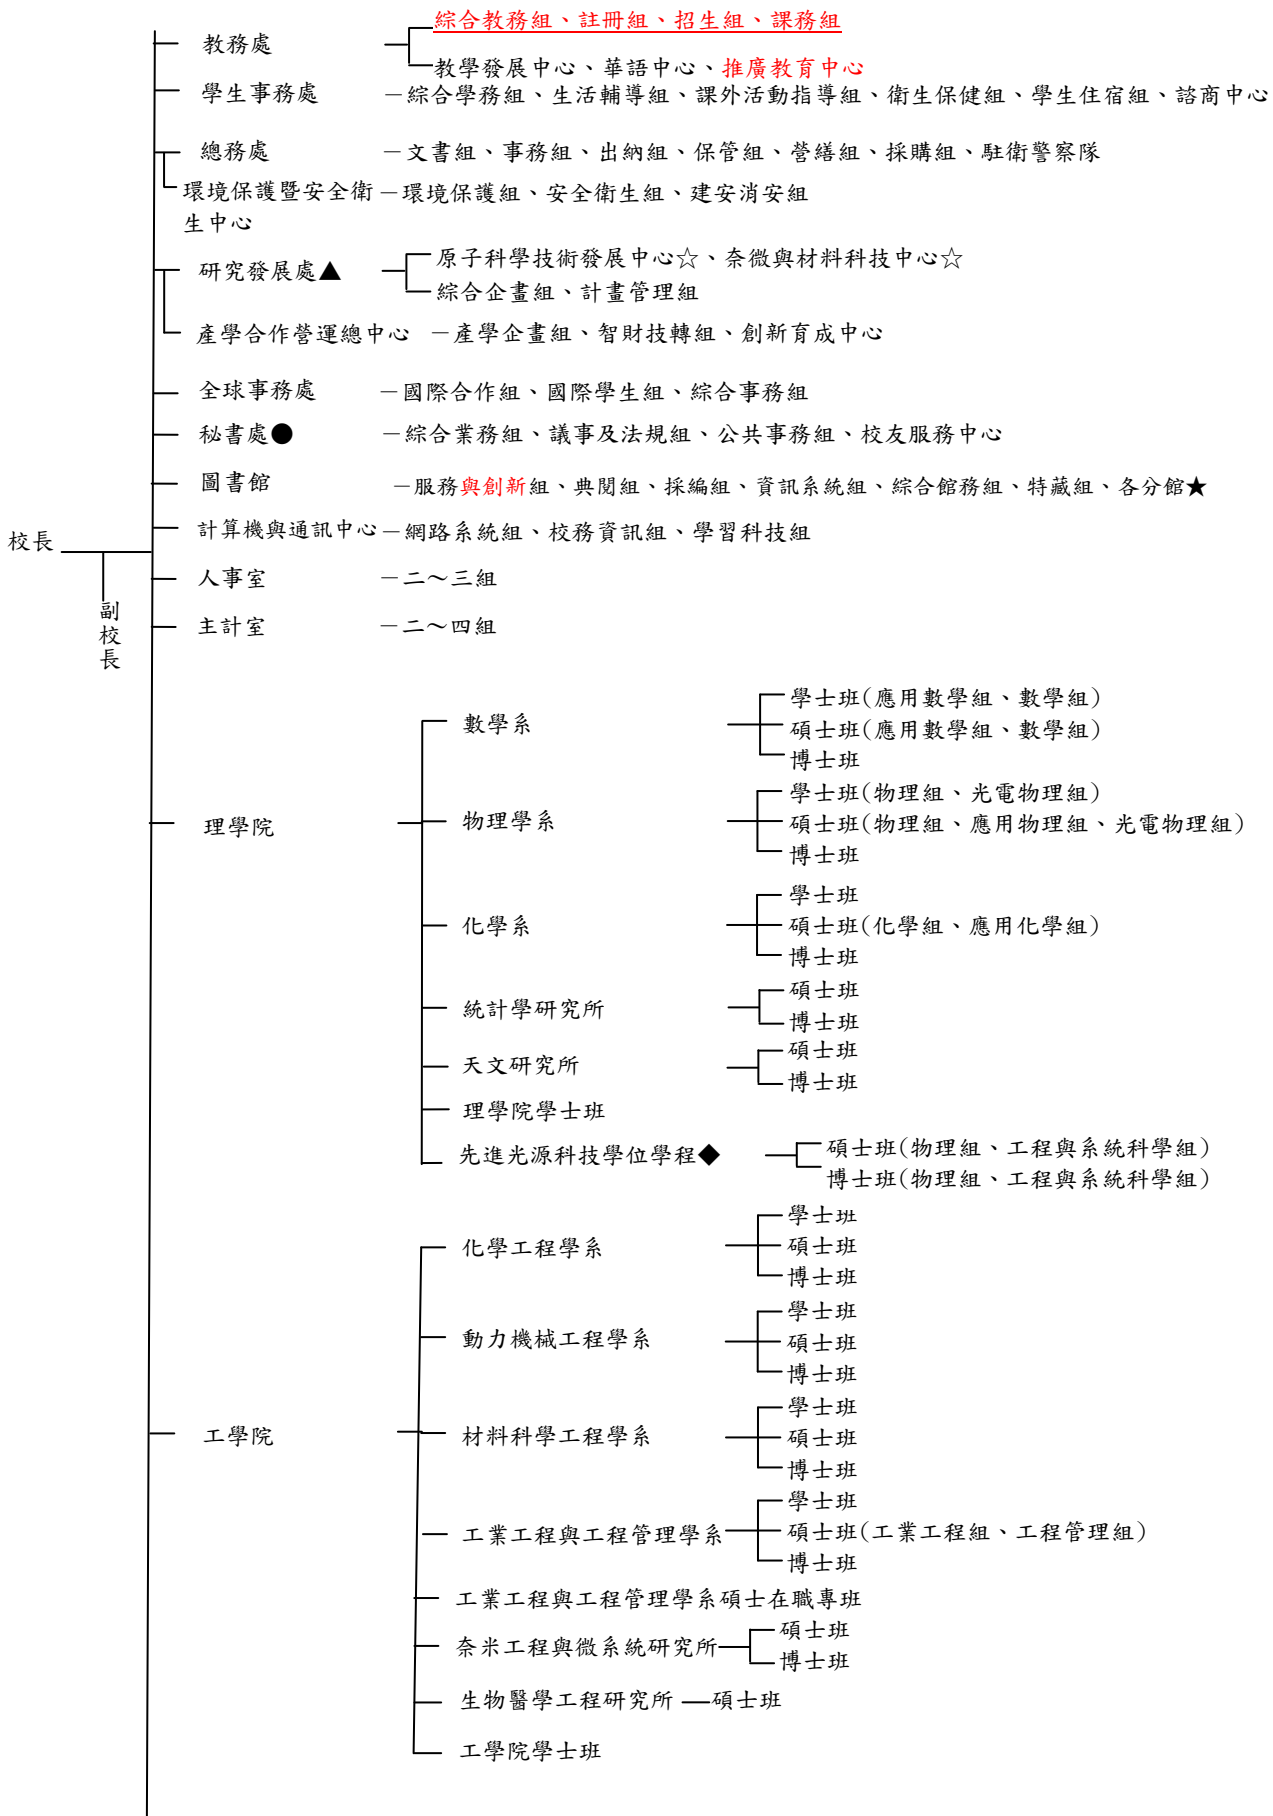 綜合教務組、註冊組、招生組、課務組
教務處
教學發展中心、華語中心、推廣教育中心
學生事務處 －綜合學務組、生活輔導組、課外活動指導組、衛生保健組、學生住宿組、諮商中心
總務處 －文書組、事務組、出納組、保管組、營繕組、採購組、駐衛警察隊
環境保護暨安全衛 －環境保護組、安全衛生組、建安消安組
生中心
原子科學技術發展中心☆、奈微與材料科技中心☆
研究發展處▲
綜合企畫組、計畫管理組
產學合作營運總中心 －產學企畫組、智財技轉組、創新育成中心
全球事務處 －國際合作組、國際學生組、綜合事務組
秘書處● －綜合業務組、議事及法規組、公共事務組、校友服務中心
圖書館 －服務與創新組、典閱組、採編組、資訊系統組、綜合館務組、特藏組、各分館★
計算機與通訊中心 －網路系統組、校務資訊組、學習科技組
校長
人事室 －二～三組
副校長
主計室 －二～四組
學士班(應用數學組、數學組)
數學系
碩士班(應用數學組、數學組)
博士班
學士班(物理組、光電物理組)
理學院
物理學系
碩士班(物理組、應用物理組、光電物理組)
博士班
學士班
化學系
碩士班(化學組、應用化學組)
博士班
碩士班
統計學研究所
博士班
碩士班
天文研究所
博士班
理學院學士班
先進光源科技學位學程◆
碩士班(物理組、工程與系統科學組)
博士班(物理組、工程與系統科學組)
學士班
化學工程學系
碩士班
博士班
學士班
動力機械工程學系
碩士班
博士班
學士班
工學院
材料科學工程學系
碩士班
博士班
學士班
工業工程與工程管理學系
碩士班(工業工程組、工程管理組)
博士班
工業工程與工程管理學系碩士在職專班
碩士班
奈米工程與微系統研究所
博士班
生物醫學工程研究所 碩士班
工學院學士班